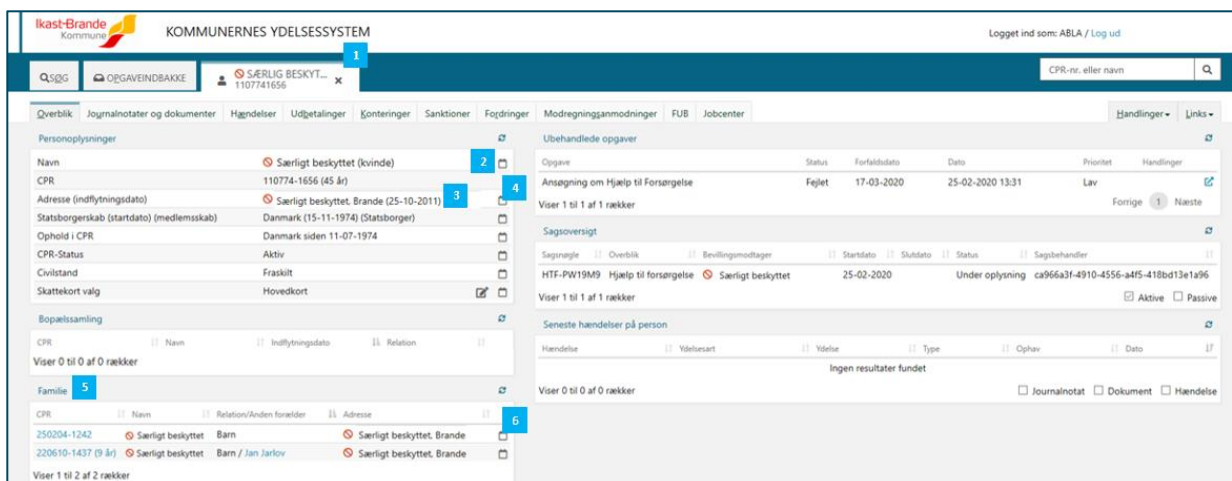 Ikast-Brande
Kommune
KOMMUNERNES YDELSESSYSTEM
Logget ind som: ABLA / Log ud
1
SØG
OPGAVEINDBAKKE
SÆRLIG BESKYT...
1107741656
CPR-nr. eller navn
Overblik Journalnotater og dokumenter Hændelser Udbetalinger Konteringer Sanktioner Fordringer Modregningsanmodninger FUB Jobcenter Handlinger Links
Personoplysninger
Navn Særligt beskyttet (kvinde) 2
CPR 110774-1656 (45 år)
Adresse (indflytningsdato) Særligt beskyttet, Brande (25-10-2011) 3 4
Statsborgerskab (startdato) (medlemsskab) Danmark (15-11-1974) (Statsborger)
Ophold i CPR Danmark siden 11-07-1974
CPR-Status Aktiv
Civilstand Fraskilt
Skattekort valg Hovedkort
Bopælssamling
CPR Navn Indflytningsdato Relation
Viser 0 til 0 af 0 rækker
Familie 5
CPR Navn Relation/Anden forælder Adresse
6
250204-1242 Særligt beskyttet Barn Særligt beskyttet, Brande
220610-1437 (9 år) Særligt beskyttet Barn / Jan Jarlov Særligt beskyttet, Brande
Viser 1 til 2 af 2 rækker
Ubehandlede opgaver
Opgave Status Forfaldsdato Dato Prioritet Handlinger
Ansøgning om Hjælp til Forsørgelse Fejlet 17-03-2020 25-02-2020 13:31 Lav
Viser 1 til 1 af 1 rækker Forrige 1 Næste
Sagsoversigt
Sagsnøgle Overblik Bevillingsmodtager Startdato Slutdato Status Sagsbehandler
HTF-PW19M9 Hjælp til forsørgelse Særligt beskyttet 25-02-2020 Under oplysning ca966a3f-4910-4556-a4f5-418bd13e1a96
Viser 1 til 1 af 1 rækker Aktive Passive
Seneste hændelser på person
Hændelse Ydelsesart Ydelse Type Ophav Dato
Ingen resultater fundet
Viser 0 til 0 af 0 rækker Journalnotat Dokument Hændelse